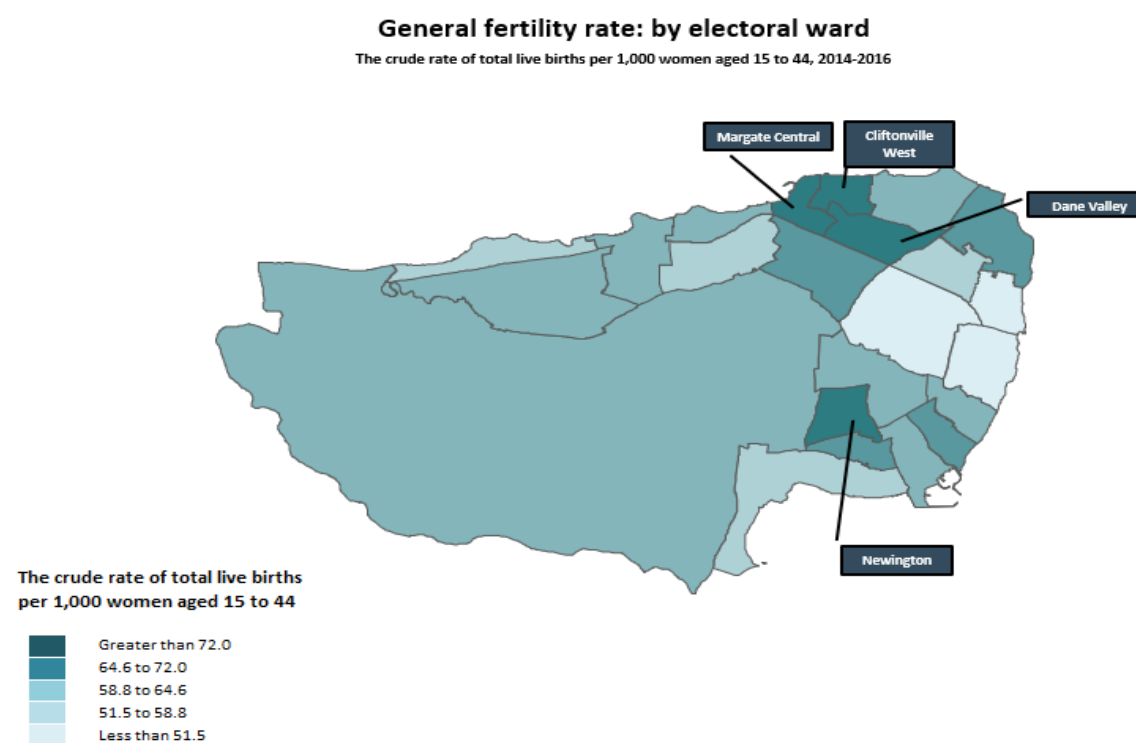 General fertility rate: by electoral ward
The crude rate of total live births per 1,000 women aged 15 to 44, 2014-2016
Margate Central
Cliftonville
West
Dane Valley
Newington
The crude rate of total live births
per 1,000 women aged 15 to 44
Greater than 72.0
64.6 to 72.0
58.8 to 64.6
51.5 to 58.8
Less than 51.5